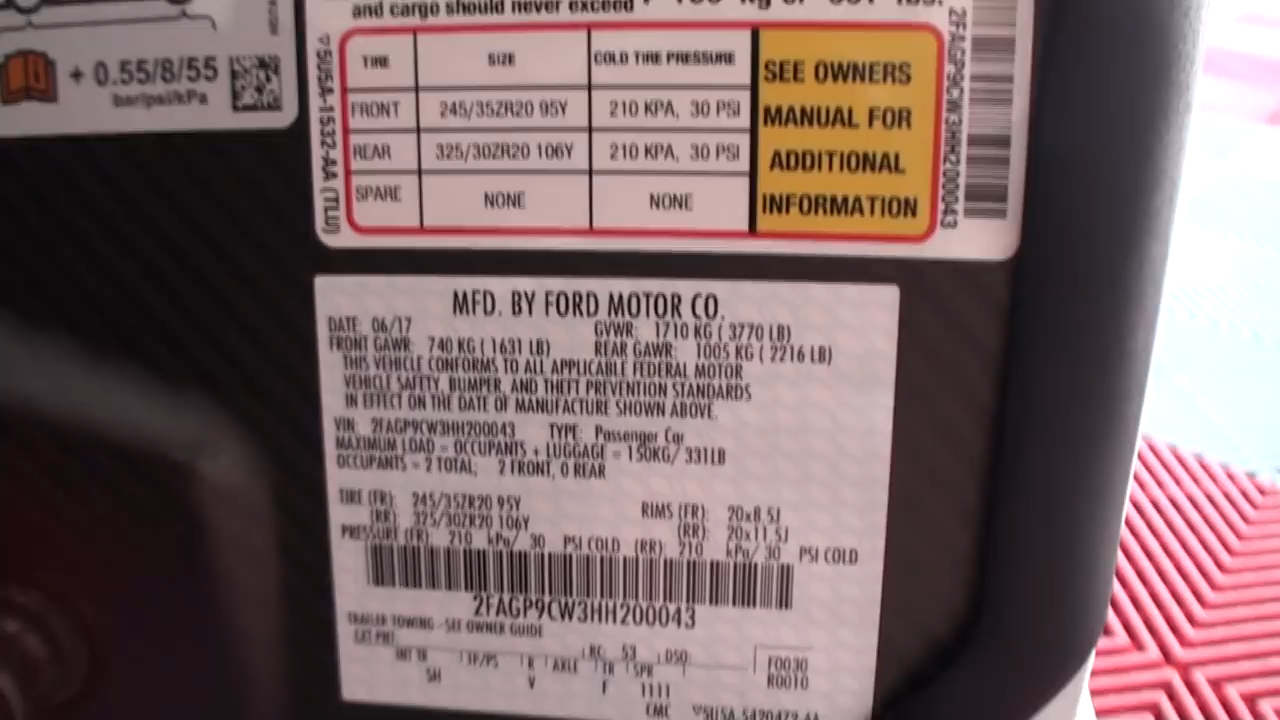 and cargo should never exceed
+ 0.55/8/55
bar/psi/kPa
▽5U5A-1532-AA (TLU)
TIRE SIZE COLD TIRE PRESSURE
FRONT 245/35ZR20 95Y 210 KPA, 30 PSI
REAR 325/30ZR20 106Y 210 KPA, 30 PSI
SPARE NONE NONE
SEE OWNERS
MANUAL FOR
ADDITIONAL
INFORMATION
2FAGP9CW3HH200043
MFD. BY FORD MOTOR CO.
DATE: 06/17 GVWR: 1710 KG ( 3770 LB)
FRONT GAWR: 740 KG ( 1631 LB) REAR GAWR: 1005 KG ( 2216 LB)
THIS VEHICLE CONFORMS TO ALL APPLICABLE FEDERAL MOTOR
VEHICLE SAFETY, BUMPER, AND THEFT PREVENTION STANDARDS
IN EFFECT ON THE DATE OF MANUFACTURE SHOWN ABOVE.
VIN: 2FAGP9CW3HH200043 TYPE: Passenger Car
MAXIMUM LOAD = OCCUPANTS + LUGGAGE = 150KG/ 331LB
OCCUPANTS = 2 TOTAL; 2 FRONT, 0 REAR
TIRE (FR): 245/35ZR20 95Y RIMS (FR): 20x8.5J
(RR): 325/30ZR20 106Y (RR): 20x11.5J
PRESSURE (FR): 210 kPa/ 30 PSI COLD (RR): 210 kPa/ 30 PSI COLD
2FAGP9CW3HH200043
TRAILER TOWING - SEE OWNER GUIDE
EXT PNT: RC: 53 DSO:
INT TR TP/PS R AXLE TR SPR F0030
SH V F 1111 R0010
CMC